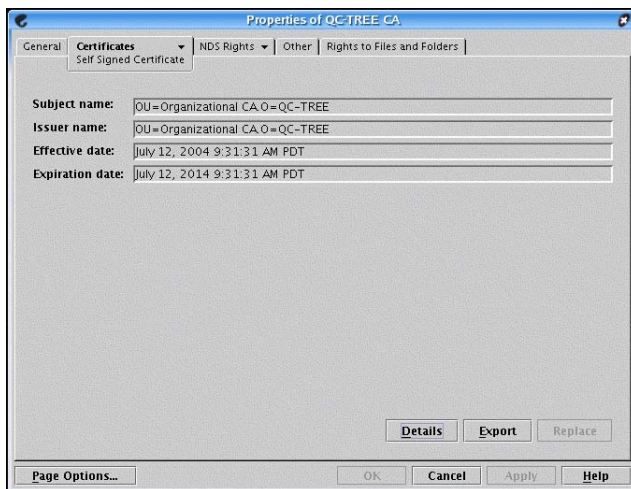 Properties of QC-TREE CA
General Certificates NDS Rights Other Rights to Files and Folders
Self Signed Certificate
Subject name: OU=Organizational CA.O=QC-TREE
Issuer name: OU=Organizational CA.O=QC-TREE
Effective date: July 12, 2004 9:31:31 AM PDT
Expiration date: July 12, 2014 9:31:31 AM PDT
Details Export Replace
Page Options... OK Cancel Apply Help